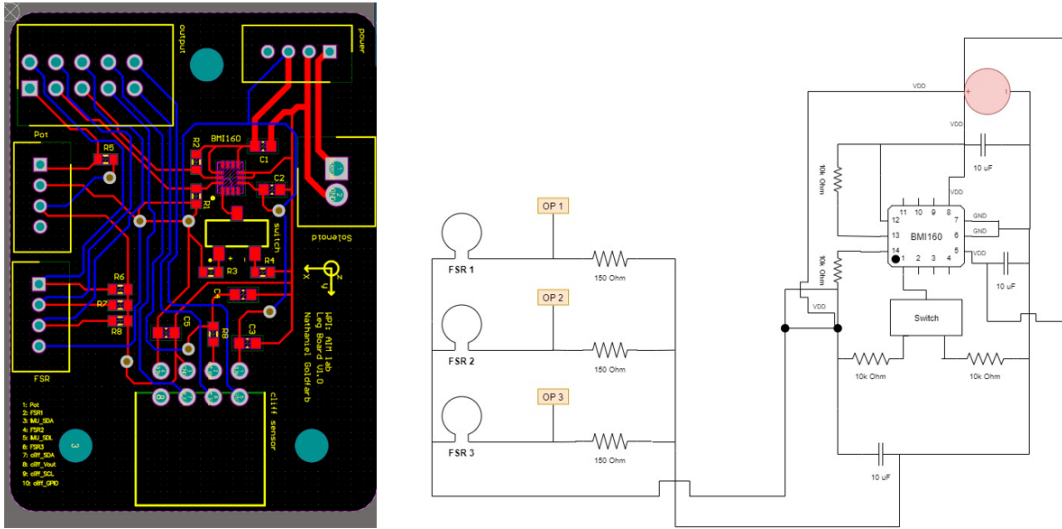 output
power
Pot
R5
R2
BMI160
C1
C2
R1
Solenoid
switch
+ -
R3
R4
X
N
Y
R6
R7
R8
C4
C5
R8
C3
WPI: AIM lab
Leg Board V1.0
Nathaniel Goldfarb
FSR
cliff sensor
1: Pot
2: FSR1
3: IMU_SDA
4: FSR2
5: IMU_SDL
6: FSR3
7: cliff_SDA
8: cliff_Vout
9: cliff_SCL
10: cliff_GPIO
3
OP 1
FSR 1
150 Ohm
OP 2
FSR 2
150 Ohm
OP 3
FSR 3
150 Ohm
VDD
+
VDD
VDD
10k Ohm
10 uF
VDD
11 10 9 8
12 7 GND
13 BMI160 6 GND
14 5 VDD
1 2 3 4
10k Ohm
10 uF
VDD
Switch
10k Ohm
10k Ohm
10 uF